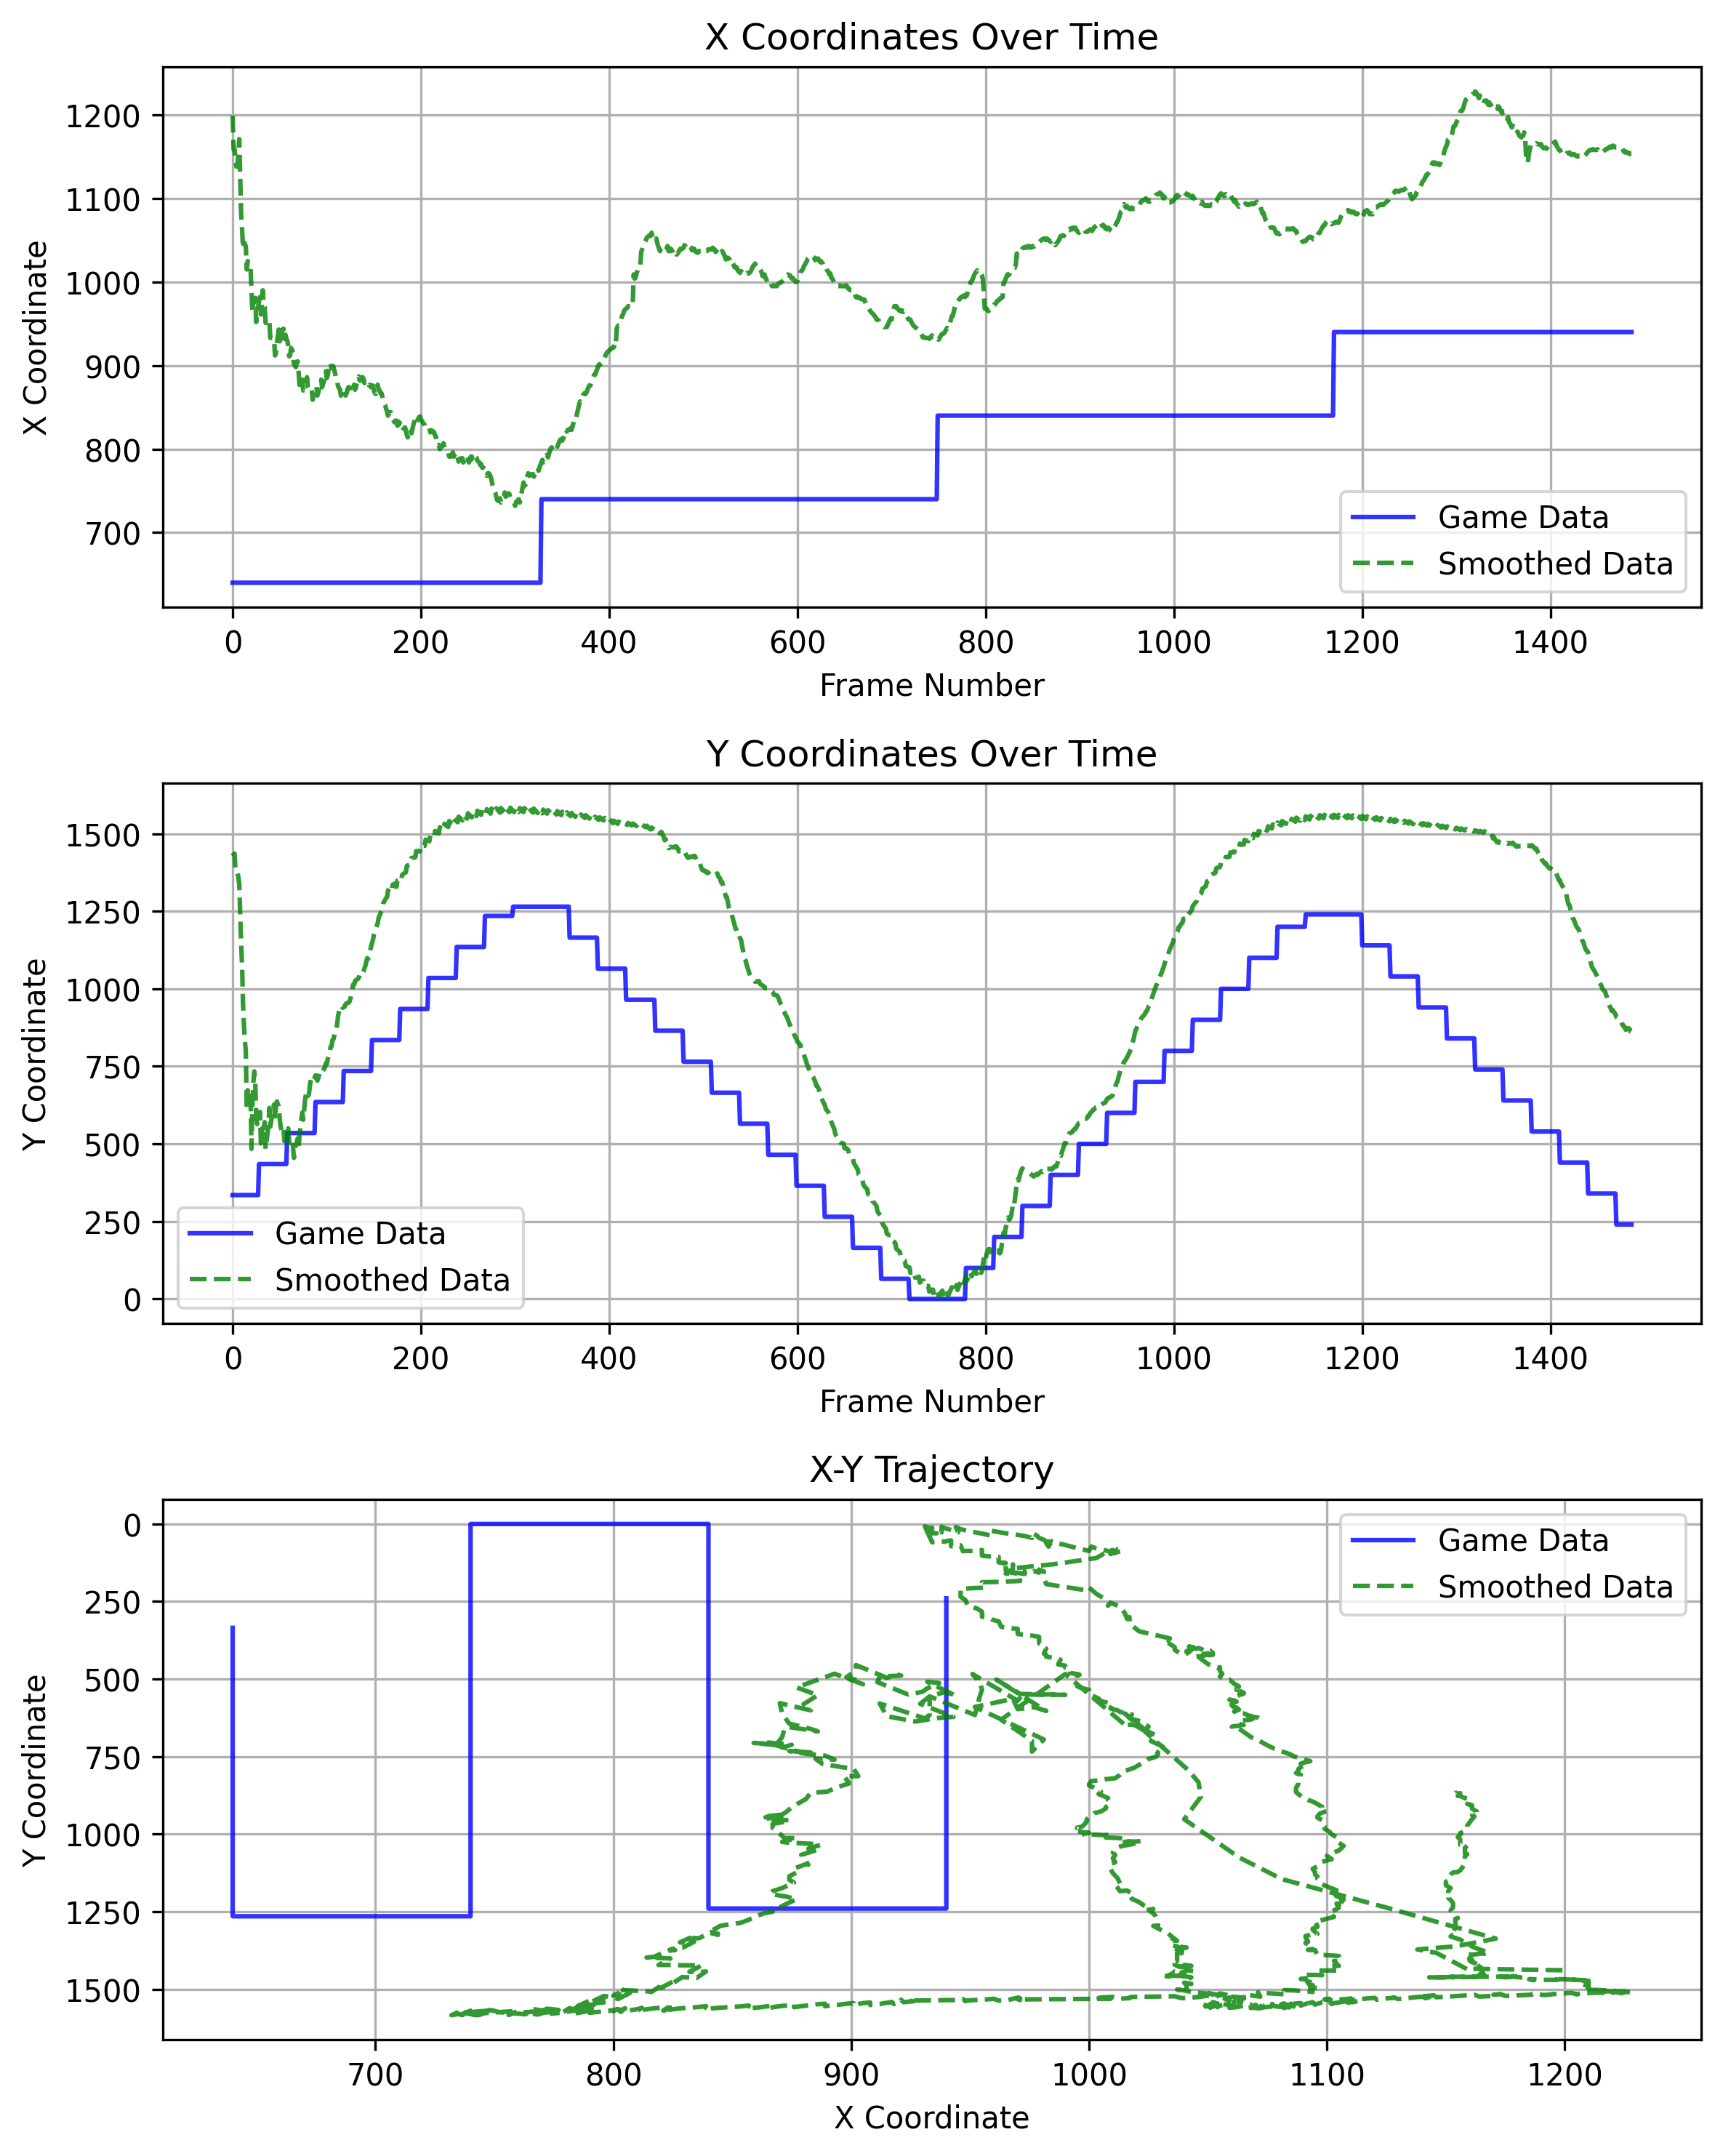 X Coordinates Over Time
X Coordinate
1200
1100
1000
900
800
700
Game Data
Smoothed Data
0 200 400 600 800 1000 1200 1400
Frame Number
Y Coordinates Over Time
Y Coordinate
1500
1250
1000
750
500
250
0
Game Data
Smoothed Data
0 200 400 600 800 1000 1200 1400
Frame Number
X-Y Trajectory
Y Coordinate
0
250
500
750
1000
1250
1500
Game Data
Smoothed Data
700 800 900 1000 1100 1200
X Coordinate